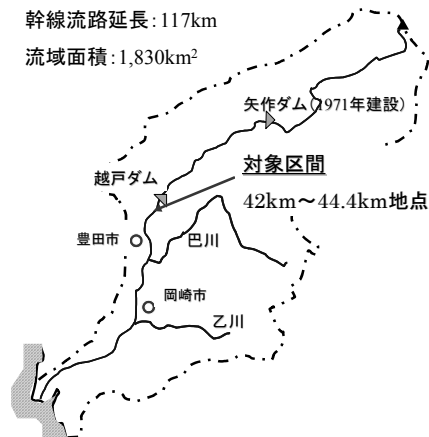 幹線流路延長:117km
流域面積:1,830km²
矢作ダム(1971年建設)
対象区間
越戸ダム
42km～44.4km地点
豊田市
巴川
岡崎市
乙川